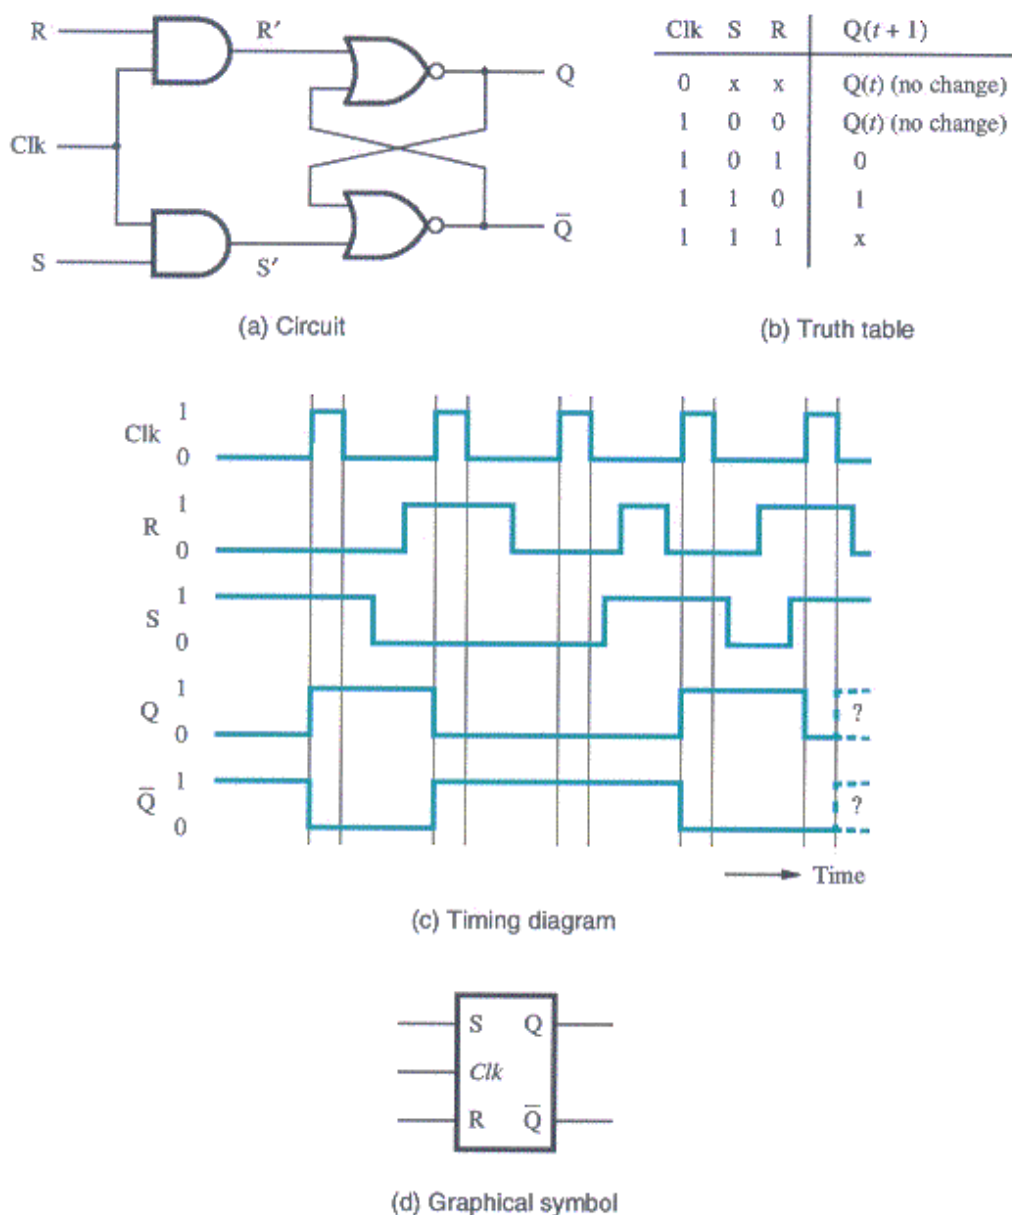 R
R′
Q
Clk
Q̄
S
S′
(a) Circuit
Clk S R Q(t + 1)
0 x x Q(t) (no change)
1 0 0 Q(t) (no change)
1 0 1 0
1 1 0 1
1 1 1 x
(b) Truth table
1
Clk
0
1
R
0
1
S
0
1
Q
0
?
1
Q̄
0
?
Time
(c) Timing diagram
S Q
Clk
R Q̄
(d) Graphical symbol